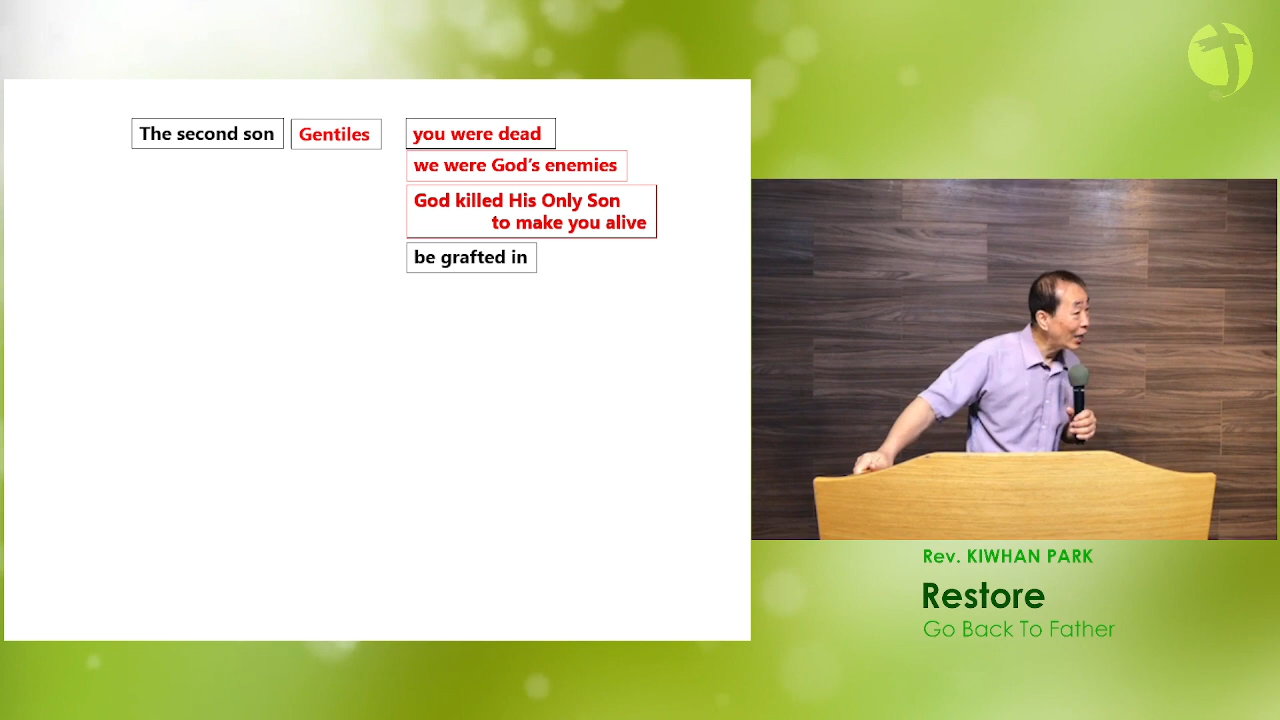 The second son Gentiles you were dead
we were God's enemies
God killed His Only Son
to make you alive
be grafted in
Rev. KIWHAN PARK
Restore
Go Back To Father